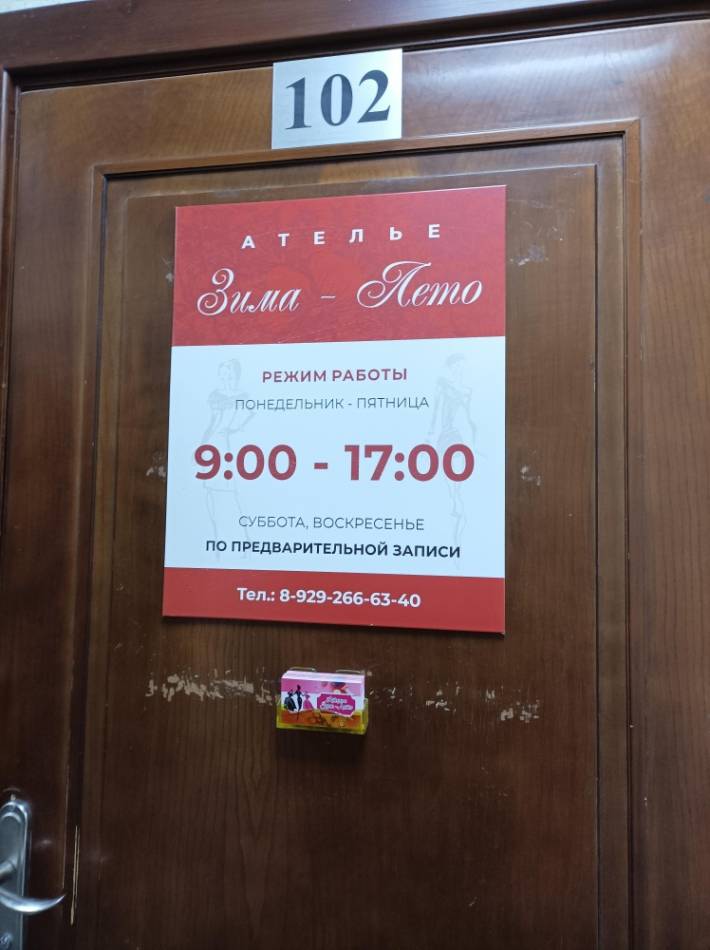 102
АТЕЛЬЕ
Зима - Лето
РЕЖИМ РАБОТЫ
ПОНЕДЕЛЬНИК - ПЯТНИЦА
9:00 - 17:00
СУББОТА, ВОСКРЕСЕНЬЕ
ПО ПРЕДВАРИТЕЛЬНОЙ ЗАПИСИ
Тел.: 8-929-266-63-40